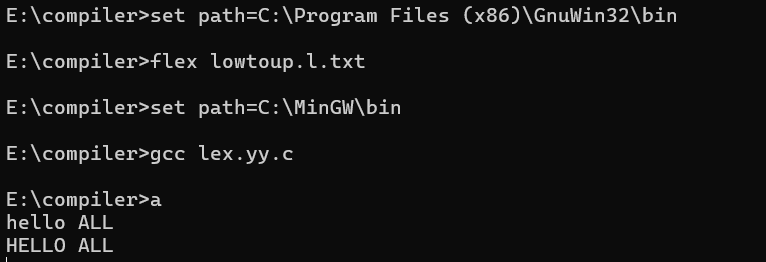 E:\compiler>set path=C:\Program Files (x86)\GnuWin32\bin
E:\compiler>flex lowtoup.l.txt
E:\compiler>set path=C:\MinGW\bin
E:\compiler>gcc lex.yy.c
E:\compiler>a
hello ALL
HELLO ALL